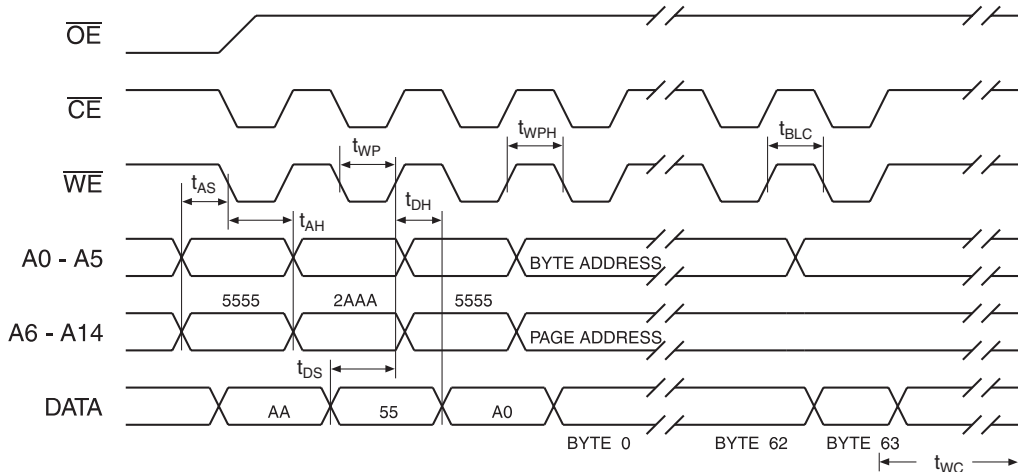 OE
CE
tWP
tWPH
tBLC
WE
tAS
tAH
tDH
A0 - A5
BYTE ADDRESS
5555 2AAA 5555
A6 - A14
PAGE ADDRESS
tDS
DATA
AA 55 A0
BYTE 0 BYTE 62 BYTE 63
tWC